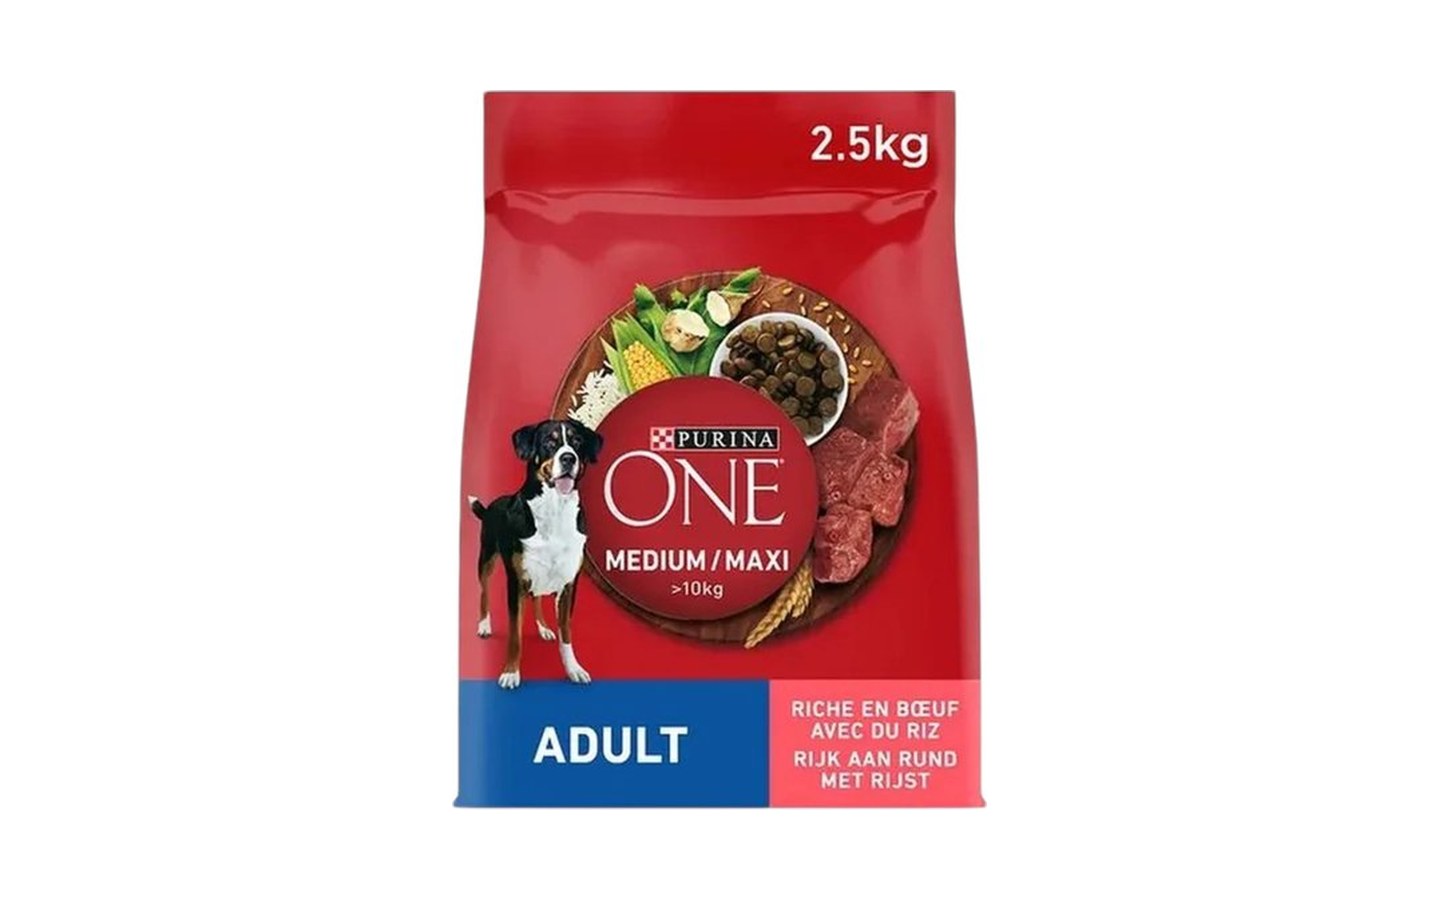 2.5kg
PURINA
ONE
MEDIUM/MAXI
>10kg
ADULT
RICHE EN BŒUF
AVEC DU RIZ
RIJK AAN RUND
MET RIJST